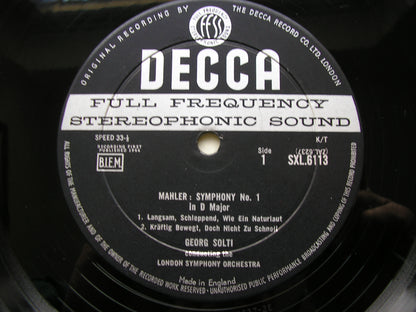 ORIGINAL RECORDING BY THE DECCA RECORD CO. LTD. LONDON
ffss
DECCA
FULL FREQUENCY
STEREOPHONIC SOUND
SPEED 33-⅓
K/T
RECORDING FIRST
PUBLISHED 1964
B.I.E.M.
Side
1
SXL.6113
MAHLER: SYMPHONY No. 1
in D Major
1. Langsam, Schleppend, Wie Ein Naturlaut
2. Kräftig Bewegt, Doch Nicht Zu Schnell
GEORG SOLTI
conducting the
LONDON SYMPHONY ORCHESTRA
Made in England
ALL RIGHTS OF THE MANUFACTURER AND OF THE OWNER OF THE RECORDED WORK RESERVED · UNAUTHORISED PUBLIC PERFORMANCE BROADCASTING AND COPYING OF THIS RECORD PROHIBITED